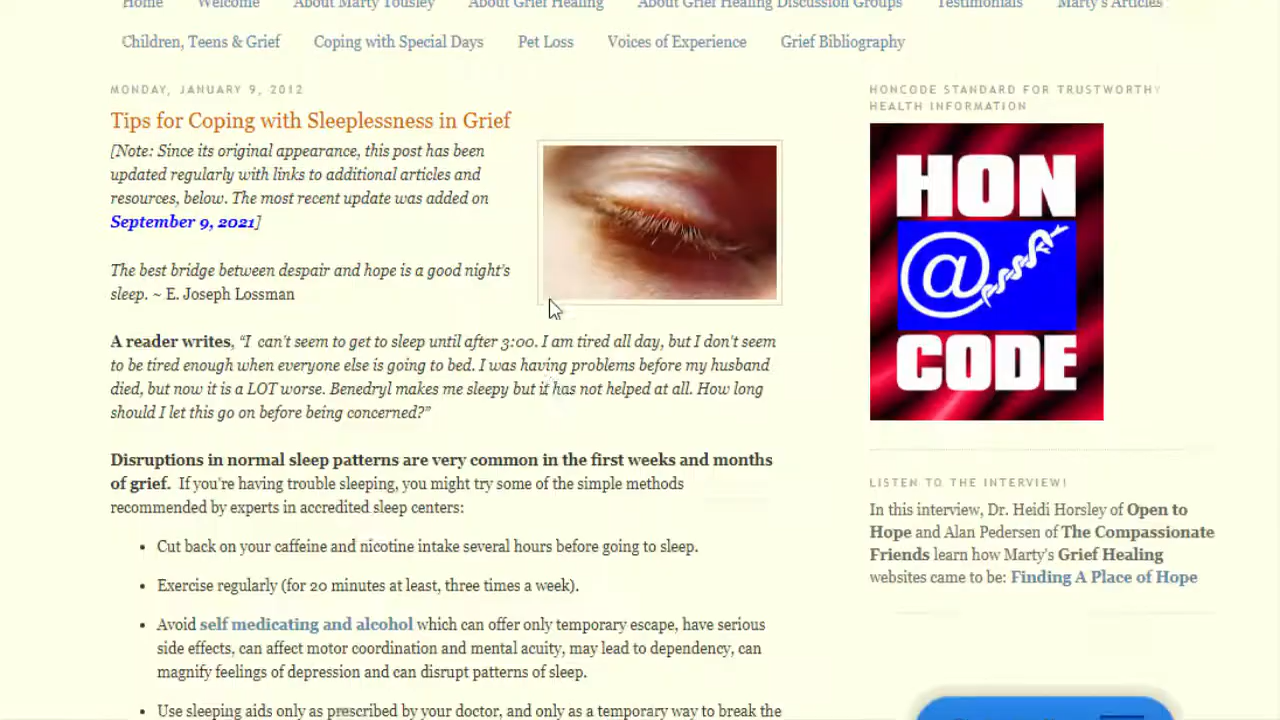 Home Welcome About Marty Tousley About Grief Healing About Grief Healing Discussion Groups Testimonials Marty's Articles
Children, Teens & Grief Coping with Special Days Pet Loss Voices of Experience Grief Bibliography
MONDAY, JANUARY 9, 2012
Tips for Coping with Sleeplessness in Grief
[Note: Since its original appearance, this post has been
updated regularly with links to additional articles and
resources, below. The most recent update was added on
September 9, 2021]
The best bridge between despair and hope is a good night's
sleep. ~ E. Joseph Lossman
A reader writes, “I can't seem to get to sleep until after 3:00. I am tired all day, but I don't seem
to be tired enough when everyone else is going to bed. I was having problems before my husband
died, but now it is a LOT worse. Benedryl makes me sleepy but it has not helped at all. How long
should I let this go on before being concerned?”
Disruptions in normal sleep patterns are very common in the first weeks and months
of grief. If you're having trouble sleeping, you might try some of the simple methods
recommended by experts in accredited sleep centers:
• Cut back on your caffeine and nicotine intake several hours before going to sleep.
• Exercise regularly (for 20 minutes at least, three times a week).
• Avoid self medicating and alcohol which can offer only temporary escape, have serious
side effects, can affect motor coordination and mental acuity, may lead to dependency, can
magnify feelings of depression and can disrupt patterns of sleep.
• Use sleeping aids only as prescribed by your doctor, and only as a temporary way to break the
HONCODE STANDARD FOR TRUSTWORTHY
HEALTH INFORMATION
HON
@
CODE
LISTEN TO THE INTERVIEW!
In this interview, Dr. Heidi Horsley of Open to
Hope and Alan Pedersen of The Compassionate
Friends learn how Marty's Grief Healing
websites came to be: Finding A Place of Hope